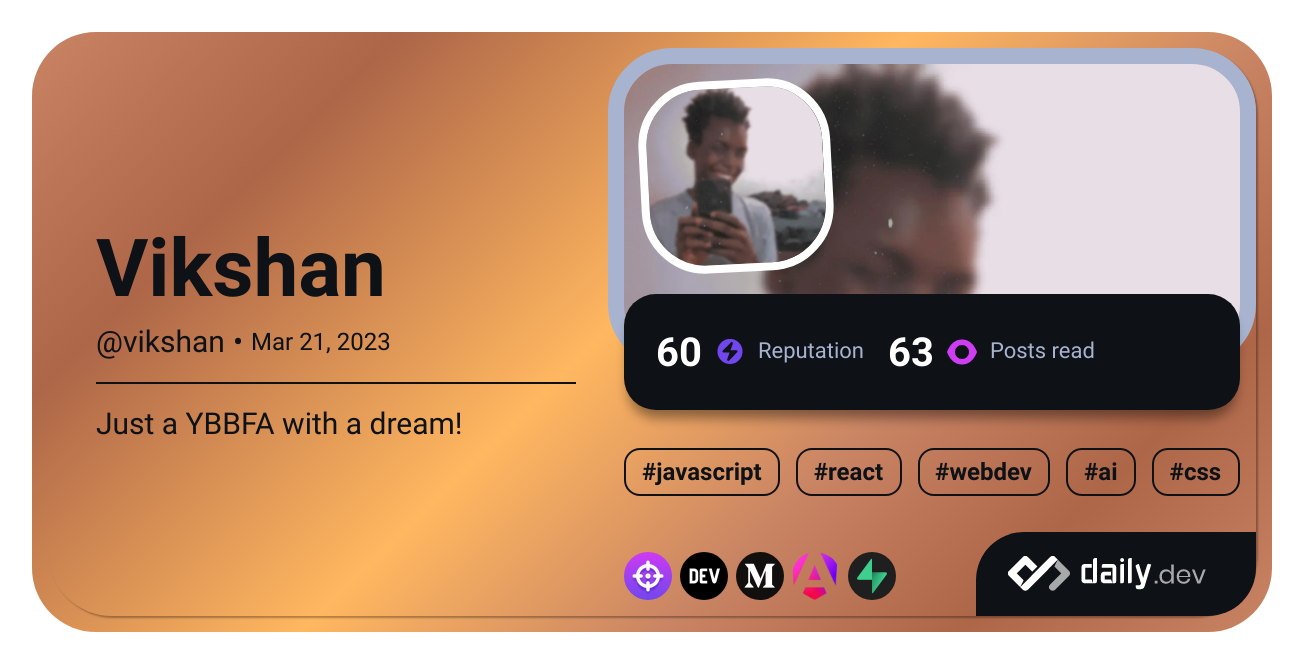 Vikshan
@vikshan • Mar 21, 2023
Just a YBBFA with a dream!
60 Reputation 63 Posts read
#javascript #react #webdev #ai #css
DEV M A
daily.dev